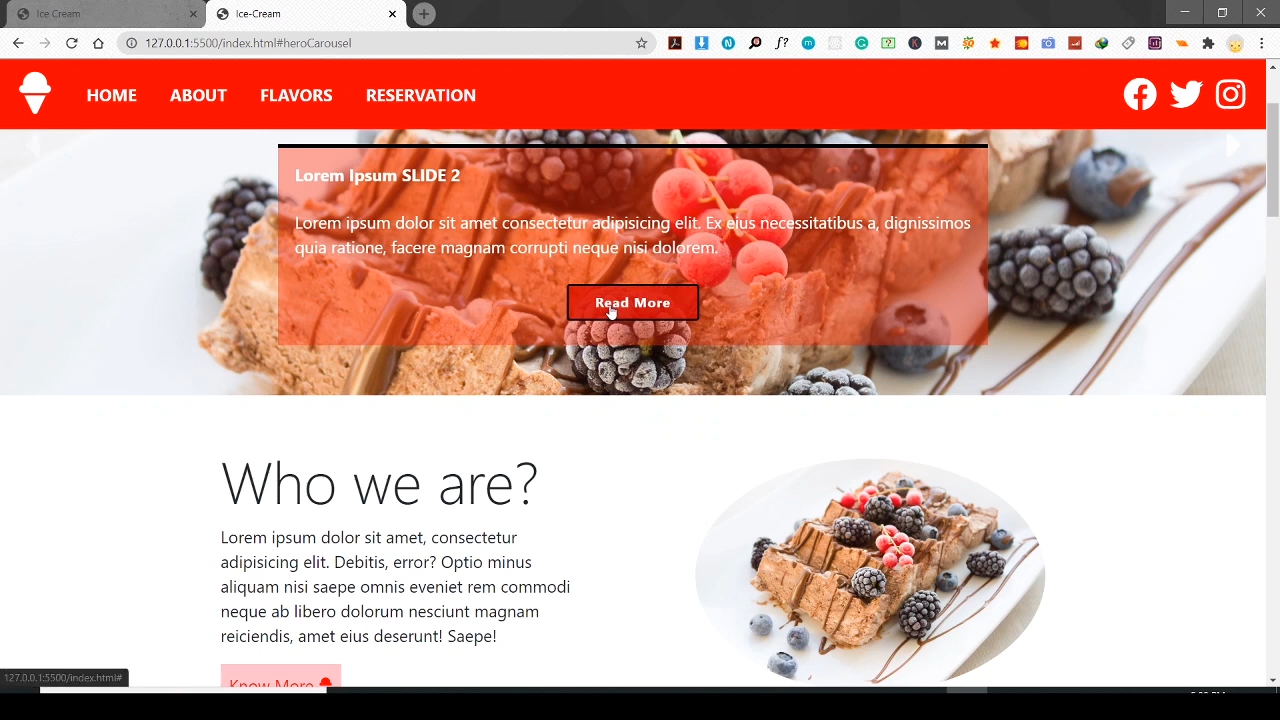 Ice Cream
Ice-Cream
127.0.0.1:5500/index.html#heroCarousel
HOME ABOUT FLAVORS RESERVATION
Lorem Ipsum SLIDE 2
Lorem ipsum dolor sit amet consectetur adipisicing elit. Ex eius necessitatibus a, dignissimos
quia ratione, facere magnam corrupti neque nisi dolorem.
Read More
Who we are?
Lorem ipsum dolor sit amet, consectetur
adipisicing elit. Debitis, error? Optio minus
aliquam nisi saepe omnis eveniet rem commodi
neque ab libero dolorum nesciunt magnam
reiciendis, amet eius deserunt! Saepe!
Know More
127.0.0.1:5500/index.html#